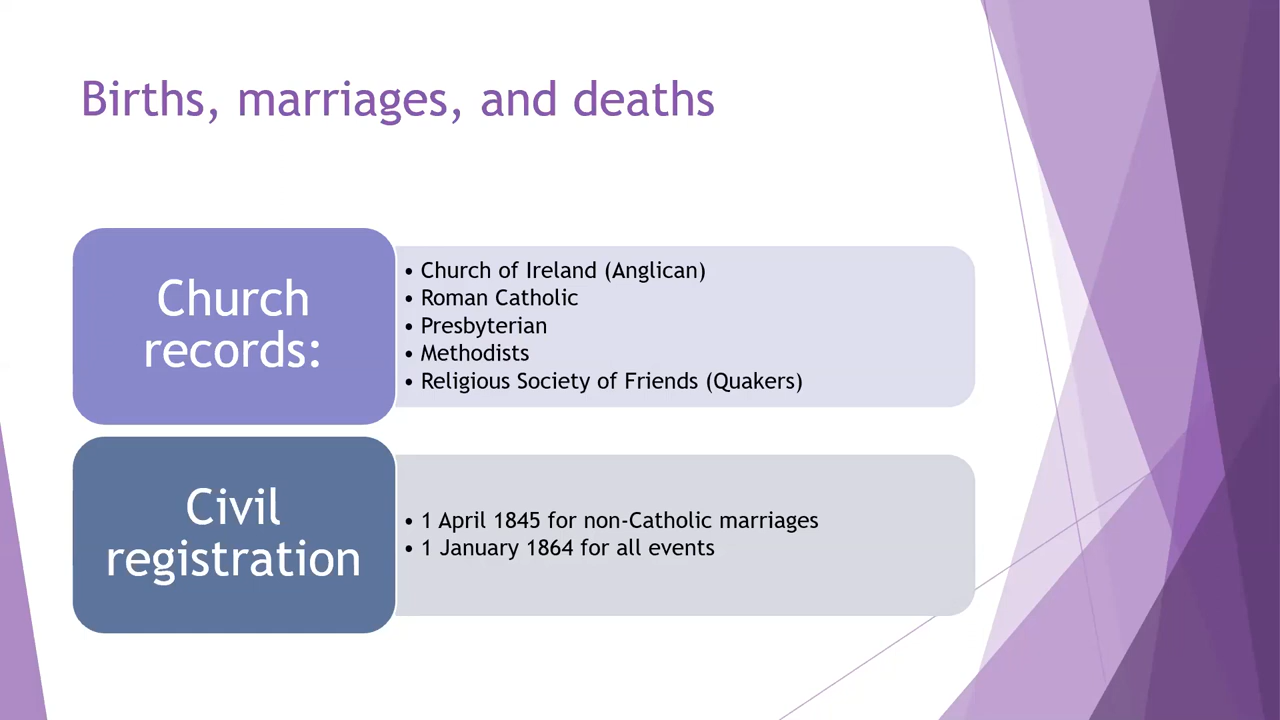 Births, marriages, and deaths
Church
records:
• Church of Ireland (Anglican)
• Roman Catholic
• Presbyterian
• Methodists
• Religious Society of Friends (Quakers)
Civil
registration
• 1 April 1845 for non-Catholic marriages
• 1 January 1864 for all events